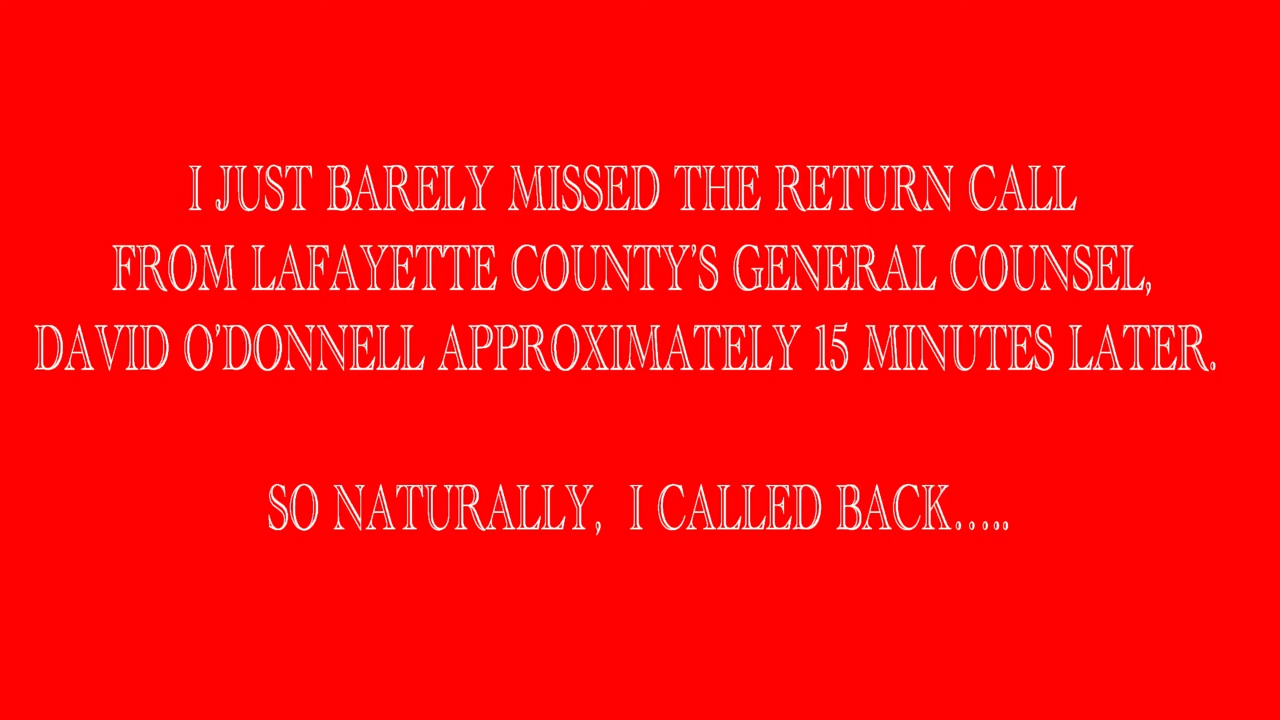 I JUST BARELY MISSED THE RETURN CALL
FROM LAFAYETTE COUNTY’S GENERAL COUNSEL,
DAVID O’DONNELL APPROXIMATELY 15 MINUTES LATER.
SO NATURALLY,  I CALLED BACK…..